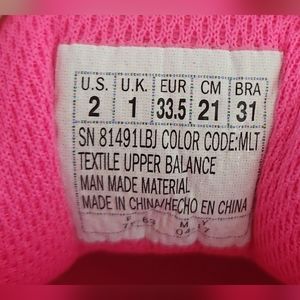 U.S. U.K. EUR CM BRA
2 1 33.5 21 31
SN 81491LBJ COLOR CODE:MLT
TEXTILE UPPER BALANCE
MAN MADE MATERIAL
MADE IN CHINA/HECHO EN CHINA